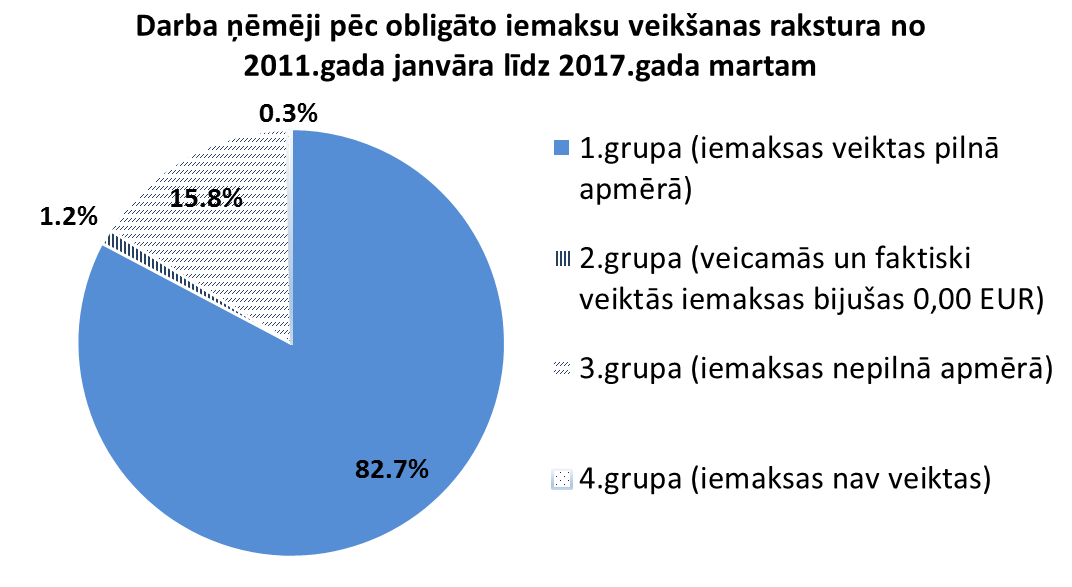 Darba ņēmēji pēc obligāto iemaksu veikšanas rakstura no
2011.gada janvāra līdz 2017.gada martam
0.3%
15.8%
1.2%
82.7%
1.grupa (iemaksas veiktas pilnā
apmērā)
2.grupa (veicamās un faktiski
veiktās iemaksas bijušas 0,00 EUR)
3.grupa (iemaksas nepilnā apmērā)
4.grupa (iemaksas nav veiktas)